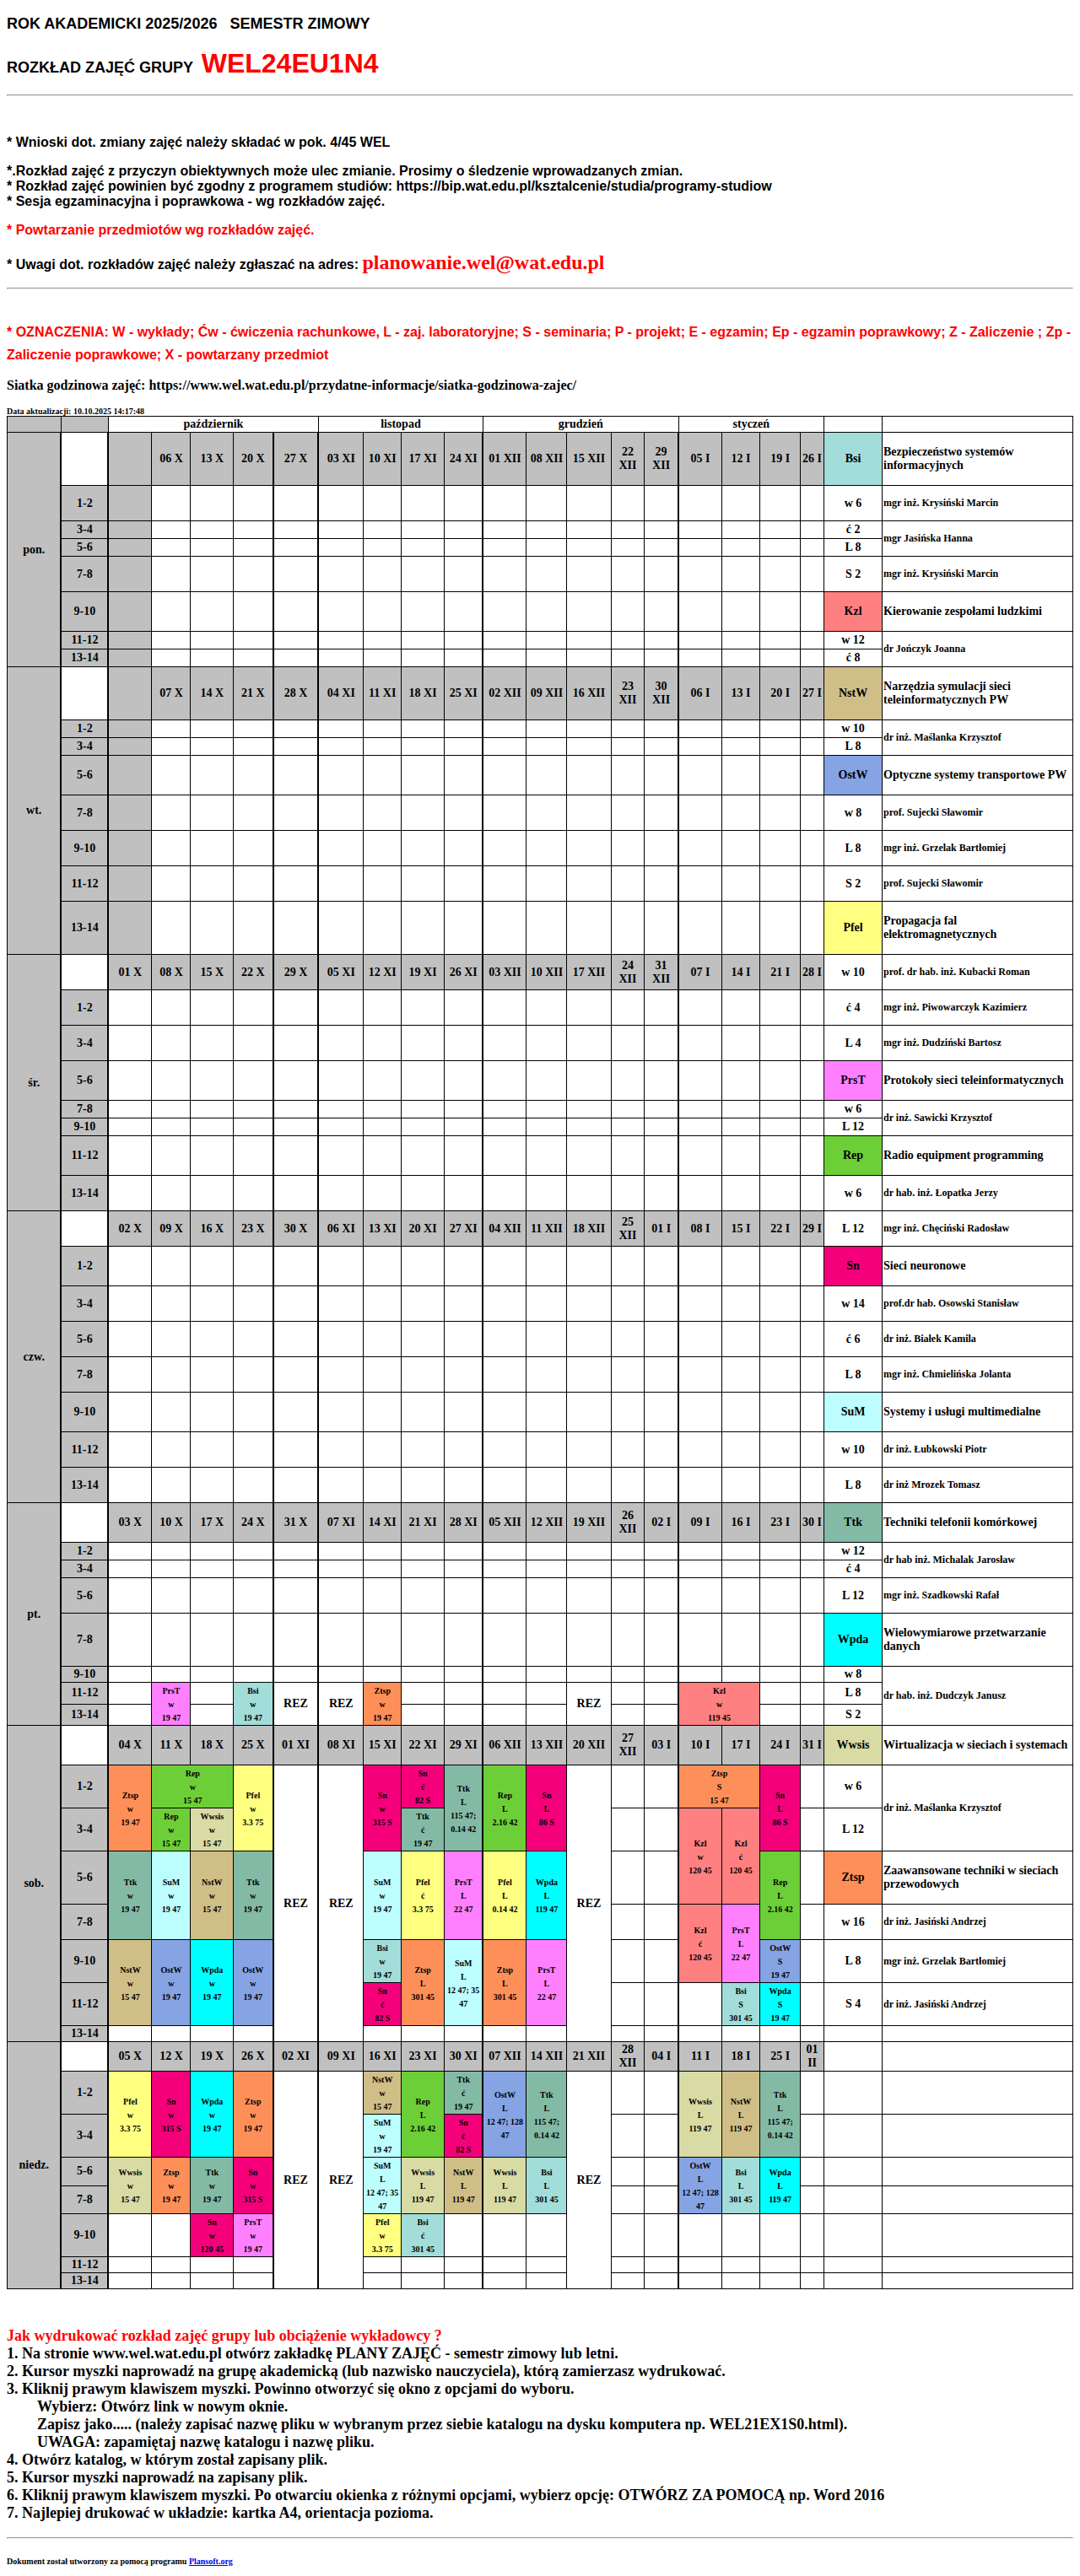 ROK AKADEMICKI 2025/2026 SEMESTR ZIMOWY
ROZKŁAD ZAJĘĆ GRUPY WEL24EU1N4
* Wnioski dot. zmiany zajęć należy składać w pok. 4/45 WEL
*.Rozkład zajęć z przyczyn obiektywnych może ulec zmianie. Prosimy o śledzenie wprowadzanych zmian.
* Rozkład zajęć powinien być zgodny z programem studiów: https://bip.wat.edu.pl/ksztalcenie/studia/programy-studiow
* Sesja egzaminacyjna i poprawkowa - wg rozkładów zajęć.
* Powtarzanie przedmiotów wg rozkładów zajęć.
* Uwagi dot. rozkładów zajęć należy zgłaszać na adres: planowanie.wel@wat.edu.pl
* OZNACZENIA: W - wykłady; Ćw - ćwiczenia rachunkowe, L - zaj. laboratoryjne; S - seminaria; P - projekt; E - egzamin; Ep - egzamin poprawkowy; Z - Zaliczenie ; Zp -
Zaliczenie poprawkowe; X - powtarzany przedmiot
Siatka godzinowa zajęć: https://www.wel.wat.edu.pl/przydatne-informacje/siatka-godzinowa-zajec/
Data aktualizacji: 10.10.2025 14:17:48
październik listopad grudzień styczeń
pon. 06 X 13 X 20 X 27 X 03 XI 10 XI 17 XI 24 XI 01 XII 08 XII 15 XII 22 XII 29 XII 05 I 12 I 19 I 26 I Bsi Bezpieczeństwo systemów informacyjnych
1-2 w 6 mgr inż. Krysiński Marcin
3-4 ć 2 mgr Jasińska Hanna
5-6 L 8
7-8 S 2 mgr inż. Krysiński Marcin
9-10 Kzl Kierowanie zespołami ludzkimi
11-12 w 12 dr Jończyk Joanna
13-14 ć 8
wt. 07 X 14 X 21 X 28 X 04 XI 11 XI 18 XI 25 XI 02 XII 09 XII 16 XII 23 XII 30 XII 06 I 13 I 20 I 27 I NstW Narzędzia symulacji sieci teleinformatycznych PW
1-2 w 10 dr inż. Maślanka Krzysztof
3-4 L 8
5-6 OstW Optyczne systemy transportowe PW
7-8 w 8 prof. Sujecki Sławomir
9-10 L 8 mgr inż. Grzelak Bartłomiej
11-12 S 2 prof. Sujecki Sławomir
13-14 Pfel Propagacja fal elektromagnetycznych
śr. 01 X 08 X 15 X 22 X 29 X 05 XI 12 XI 19 XI 26 XI 03 XII 10 XII 17 XII 24 XII 31 XII 07 I 14 I 21 I 28 I w 10 prof. dr hab. inż. Kubacki Roman
1-2 ć 4 mgr inż. Piwowarczyk Kazimierz
3-4 L 4 mgr inż. Dudziński Bartosz
5-6 PrsT Protokoły sieci teleinformatycznych
7-8 w 6 dr inż. Sawicki Krzysztof
9-10 L 12
11-12 Rep Radio equipment programming
13-14 w 6 dr hab. inż. Łopatka Jerzy
czw. 02 X 09 X 16 X 23 X 30 X 06 XI 13 XI 20 XI 27 XI 04 XII 11 XII 18 XII 25 XII 01 I 08 I 15 I 22 I 29 I L 12 mgr inż. Chęciński Radosław
1-2 Sn Sieci neuronowe
3-4 w 14 prof.dr hab. Osowski Stanisław
5-6 ć 6 dr inż. Białek Kamila
7-8 L 8 mgr inż. Chmielińska Jolanta
9-10 SuM Systemy i usługi multimedialne
11-12 w 10 dr inż. Łubkowski Piotr
13-14 L 8 dr inż Mrozek Tomasz
pt. 03 X 10 X 17 X 24 X 31 X 07 XI 14 XI 21 XI 28 XI 05 XII 12 XII 19 XII 26 XII 02 I 09 I 16 I 23 I 30 I Ttk Techniki telefonii komórkowej
1-2 w 12 dr hab inż. Michalak Jarosław
3-4 ć 4
5-6 L 12 mgr inż. Szadkowski Rafał
7-8 Wpda Wielowymiarowe przetwarzanie danych
9-10 w 8 dr hab. inż. Dudczyk Janusz
11-12 PrsT w 19 47 Bsi w 19 47 REZ REZ Ztsp w 19 47 REZ Kzl w 119 45 L 8
13-14 S 2
sob. 04 X 11 X 18 X 25 X 01 XI 08 XI 15 XI 22 XI 29 XI 06 XII 13 XII 20 XII 27 XII 03 I 10 I 17 I 24 I 31 I Wwsis Wirtualizacja w sieciach i systemach
1-2 Ztsp w 19 47 Rep w 15 47 Pfel w 3.3 75 REZ REZ Sn w 315 S Sn ć 82 S Ttk L 115 47; 0.14 42 Rep L 2.16 42 Sn L 86 S REZ Ztsp S 15 47 Sn L 86 S w 6 dr inż. Maślanka Krzysztof
3-4 Rep w 15 47 Wwsis w 15 47 Ttk ć 19 47 Kzl w 120 45 Kzl ć 120 45 L 12
5-6 Ttk w 19 47 SuM w 19 47 NstW w 15 47 Ttk w 19 47 SuM w 19 47 Pfel ć 3.3 75 PrsT L 22 47 Pfel L 0.14 42 Wpda L 119 47 Rep L 2.16 42 Ztsp Zaawansowane techniki w sieciach przewodowych
7-8 Kzl ć 120 45 PrsT L 22 47 w 16 dr inż. Jasiński Andrzej
9-10 NstW w 15 47 OstW w 19 47 Wpda w 19 47 OstW w 19 47 Bsi w 19 47 Ztsp L 301 45 SuM L 12 47; 35 47 Ztsp L 301 45 PrsT L 22 47 OstW S 19 47 L 8 mgr inż. Grzelak Bartłomiej
11-12 Sn ć 82 S Bsi S 301 45 Wpda S 19 47 S 4 dr inż. Jasiński Andrzej
13-14
niedz. 05 X 12 X 19 X 26 X 02 XI 09 XI 16 XI 23 XI 30 XI 07 XII 14 XII 21 XII 28 XII 04 I 11 I 18 I 25 I 01 II
1-2 Pfel w 3.3 75 Sn w 315 S Wpda w 19 47 Ztsp w 19 47 REZ REZ NstW w 15 47 Rep L 2.16 42 Ttk ć 19 47 OstW L 12 47; 128 47 Ttk L 115 47; 0.14 42 REZ Wwsis L 119 47 NstW L 119 47 Ttk L 115 47; 0.14 42
3-4 SuM w 19 47 Sn ć 82 S
5-6 Wwsis w 15 47 Ztsp w 19 47 Ttk w 19 47 Sn w 315 S SuM L 12 47; 35 47 Wwsis L 119 47 NstW L 119 47 Wwsis L 119 47 Bsi L 301 45 OstW L 12 47; 128 47 Bsi L 301 45 Wpda L 119 47
7-8
9-10 Sn w 120 45 PrsT w 19 47 Pfel w 3.3 75 Bsi ć 301 45
11-12
13-14
Jak wydrukować rozkład zajęć grupy lub obciążenie wykładowcy ?
1. Na stronie www.wel.wat.edu.pl otwórz zakładkę PLANY ZAJĘĆ - semestr zimowy lub letni.
2. Kursor myszki naprowadź na grupę akademicką (lub nazwisko nauczyciela), którą zamierzasz wydrukować.
3. Kliknij prawym klawiszem myszki. Powinno otworzyć się okno z opcjami do wyboru.
Wybierz: Otwórz link w nowym oknie.
Zapisz jako..... (należy zapisać nazwę pliku w wybranym przez siebie katalogu na dysku komputera np. WEL21EX1S0.html).
UWAGA: zapamiętaj nazwę katalogu i nazwę pliku.
4. Otwórz katalog, w którym został zapisany plik.
5. Kursor myszki naprowadź na zapisany plik.
6. Kliknij prawym klawiszem myszki. Po otwarciu okienka z różnymi opcjami, wybierz opcję: OTWÓRZ ZA POMOCĄ np. Word 2016
7. Najlepiej drukować w układzie: kartka A4, orientacja pozioma.
Dokument został utworzony za pomocą programu Plansoft.org